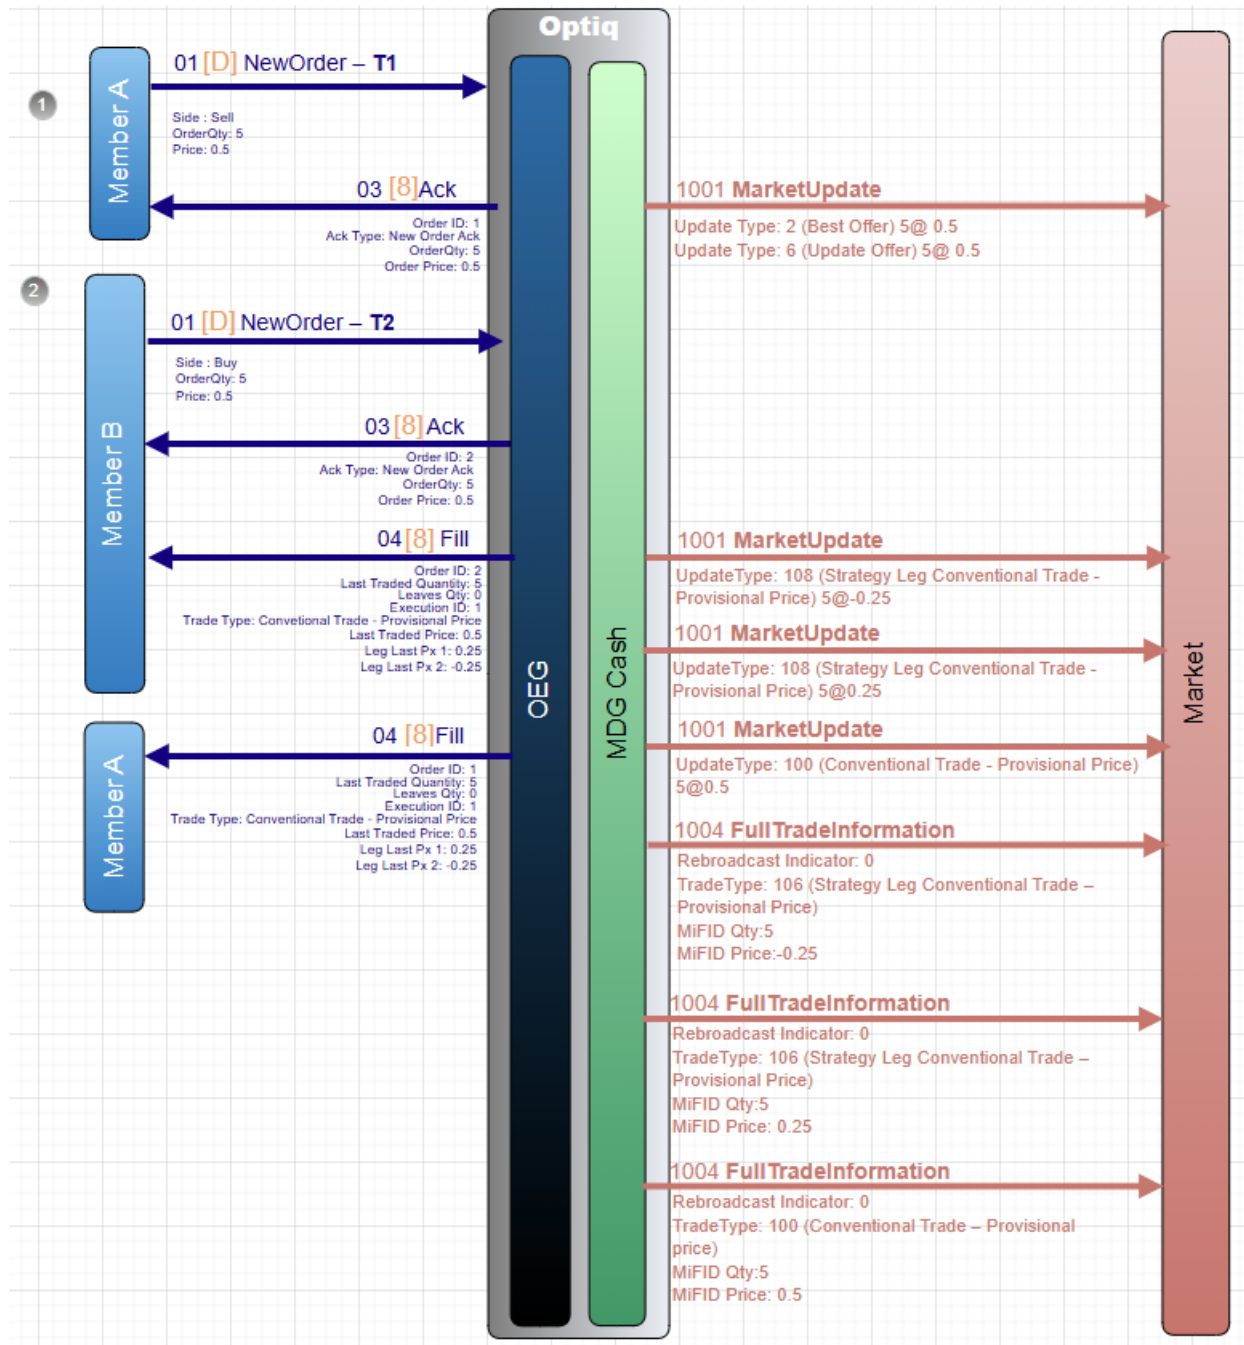 Optiq
1
Member A
01 [D] NewOrder – T1
Side : Sell
OrderQty: 5
Price: 0.5
03 [8]Ack
Order ID: 1
Ack Type: New Order Ack
OrderQty: 5
Order Price: 0.5
1001 MarketUpdate
Update Type: 2 (Best Offer) 5@ 0.5
Update Type: 6 (Update Offer) 5@ 0.5
2
Member B
01 [D] NewOrder – T2
Side : Buy
OrderQty: 5
Price: 0.5
03 [8] Ack
Order ID: 2
Ack Type: New Order Ack
OrderQty: 5
Order Price: 0.5
04 [8] Fill
Order ID: 2
Last Traded Quantity: 5
Leaves Qty: 0
Execution ID: 1
Trade Type: Convetional Trade - Provisional Price
Last Traded Price: 0.5
Leg Last Px 1: 0.25
Leg Last Px 2: -0.25
Member A
04 [8]Fill
Order ID: 1
Last Traded Quantity: 5
Leaves Qty: 0
Execution ID: 1
Trade Type: Conventional Trade - Provisional Price
Last Traded Price: 0.5
Leg Last Px 1: 0.25
Leg Last Px 2: -0.25
OEG
MDG Cash
1001 MarketUpdate
UpdateType: 108 (Strategy Leg Conventional Trade -
Provisional Price) 5@-0.25
1001 MarketUpdate
UpdateType: 108 (Strategy Leg Conventional Trade -
Provisional Price) 5@0.25
1001 MarketUpdate
UpdateType: 100 (Conventional Trade - Provisional Price)
5@0.5
1004 FullTradeInformation
Rebroadcast Indicator: 0
TradeType: 106 (Strategy Leg Conventional Trade –
Provisional Price)
MiFID Qty:5
MiFID Price:-0.25
1004 FullTradeInformation
Rebroadcast Indicator: 0
TradeType: 106 (Strategy Leg Conventional Trade –
Provisional Price)
MiFID Qty:5
MiFID Price: 0.25
1004 FullTradeInformation
Rebroadcast Indicator: 0
TradeType: 100 (Conventional Trade – Provisional
price)
MiFID Qty:5
MiFID Price: 0.5
Market